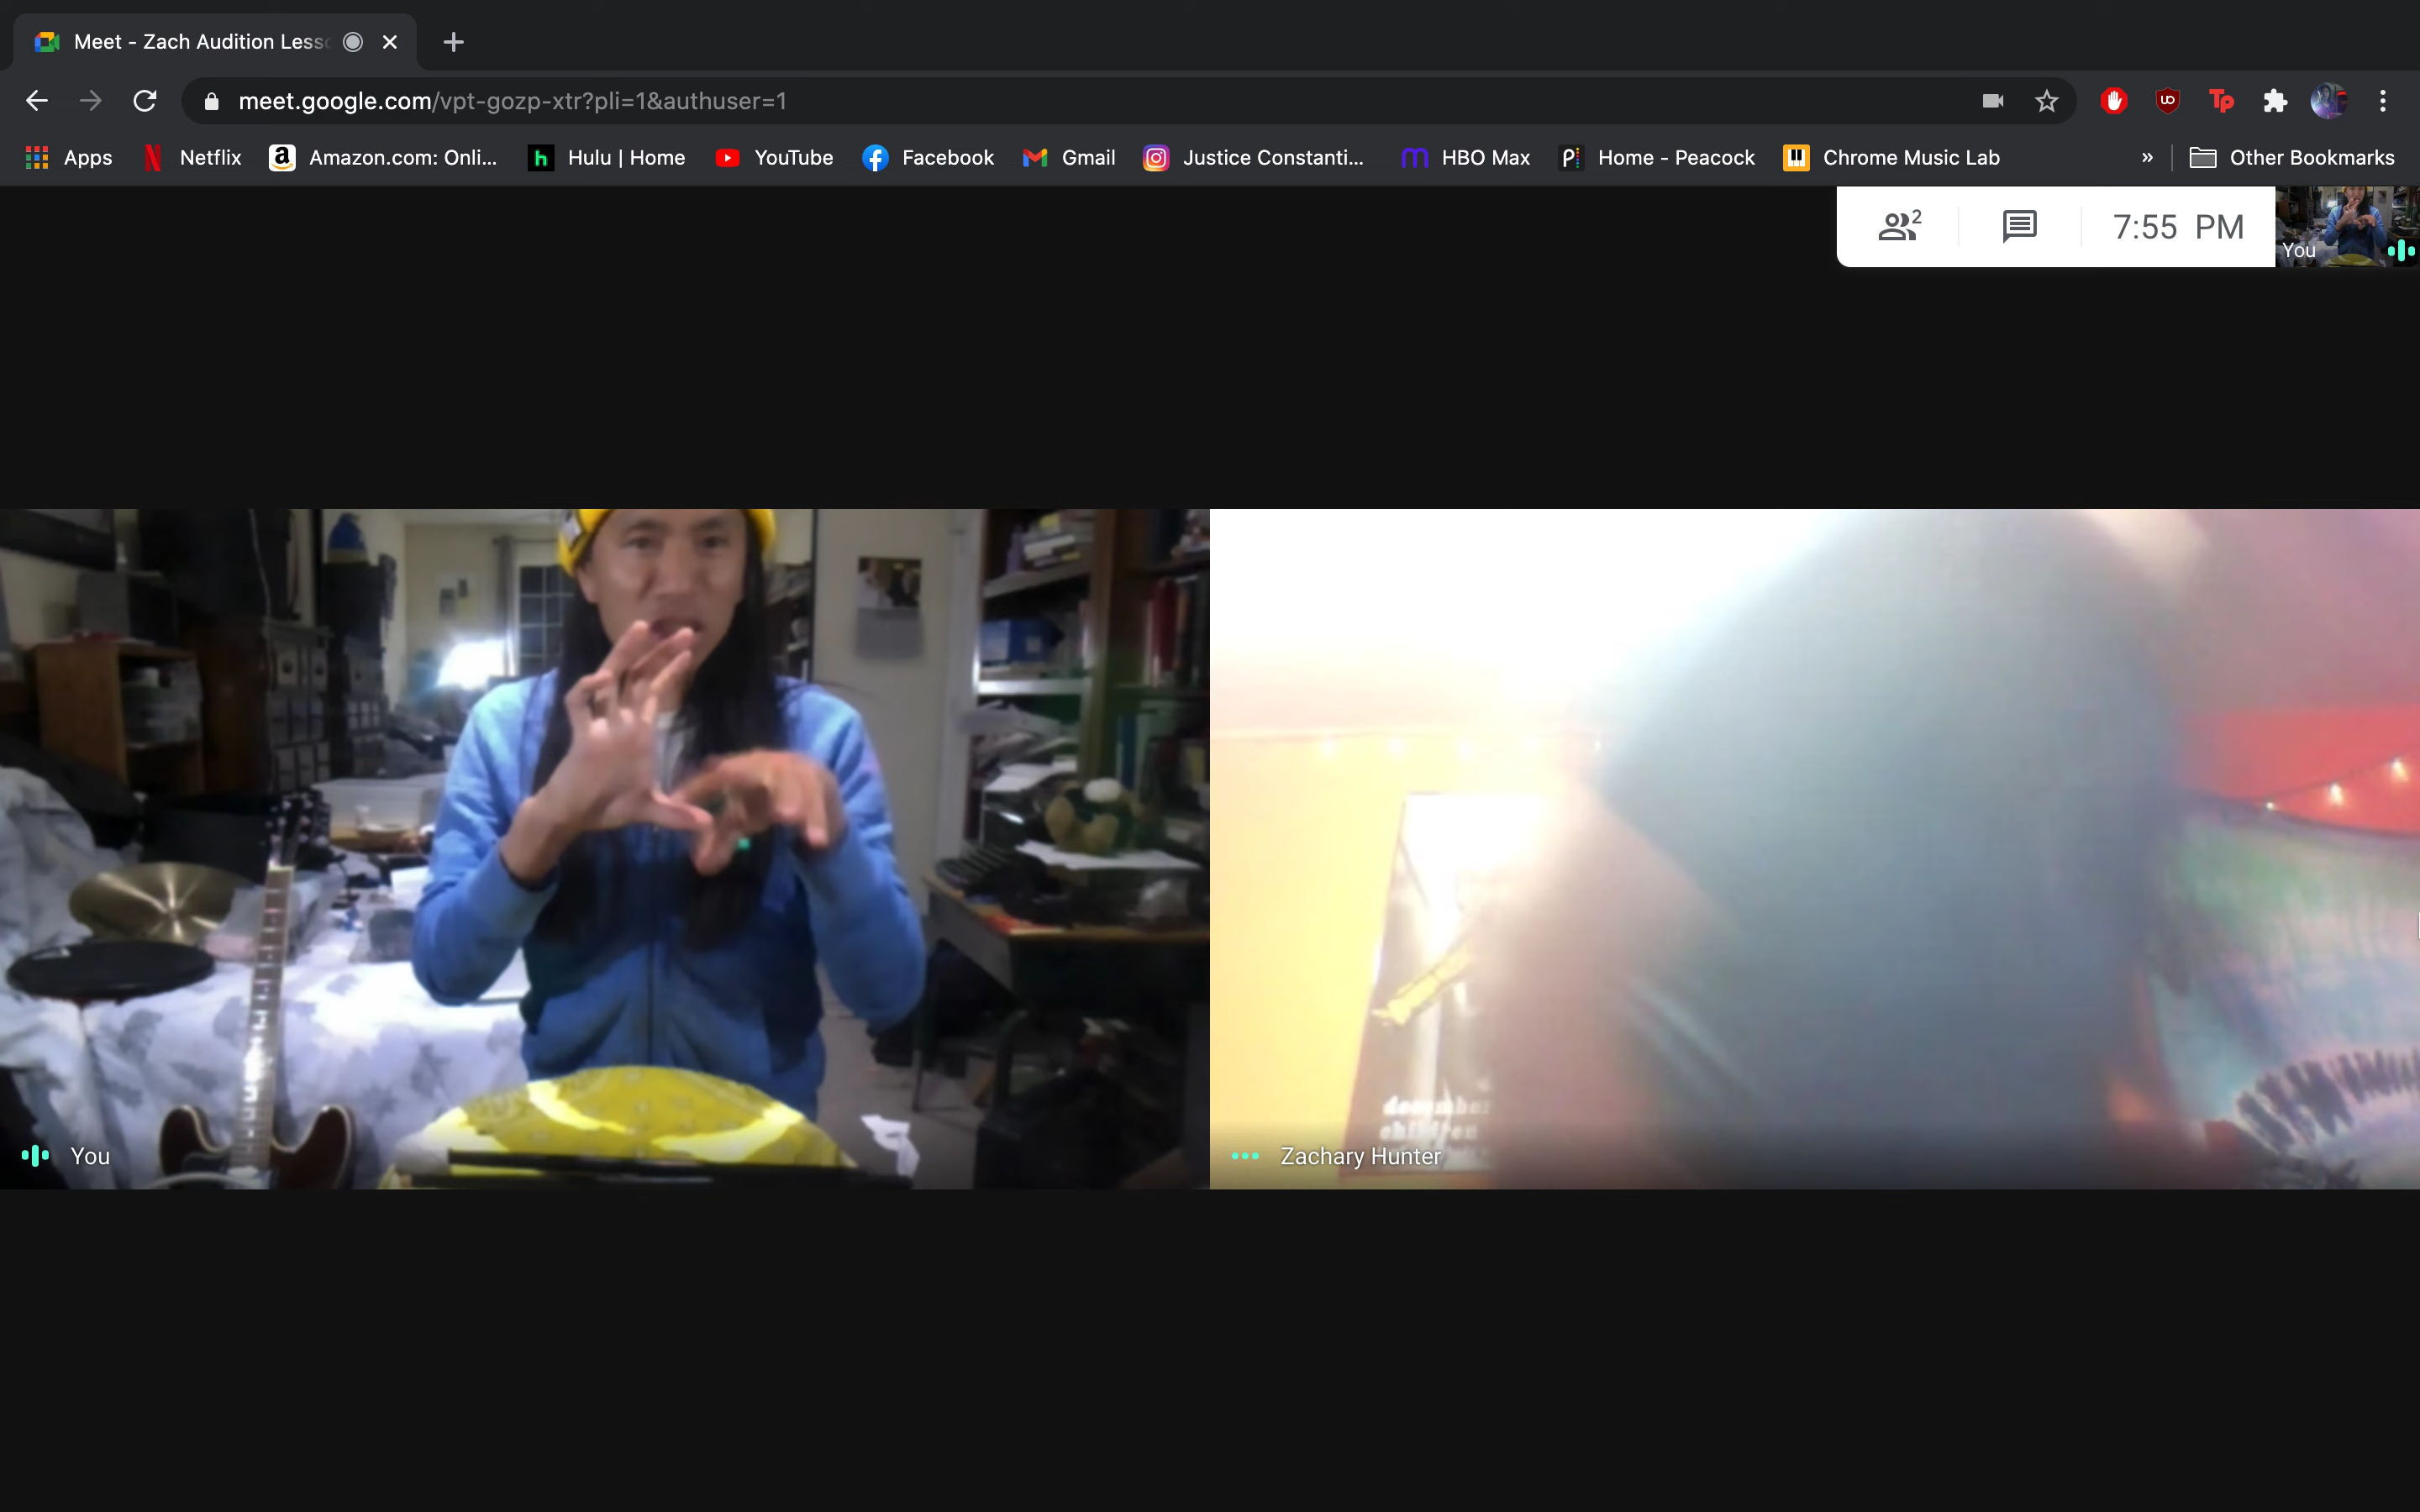 Meet - Zach Audition Less
meet.google.com/vpt-gozp-xtr?pli=1&authuser=1
Apps Netflix Amazon.com: Onli... Hulu | Home YouTube Facebook Gmail Justice Constanti... HBO Max Home - Peacock Chrome Music Lab » Other Bookmarks
2 7:55 PM You
december
children
You
Zachary Hunter